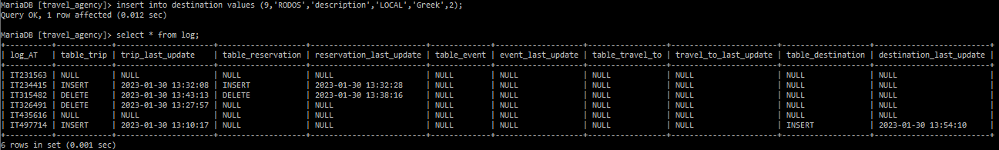 MariaDB [travel_agency]> insert into destination values (9,'RODOS','description','LOCAL','Greek',2);
Query OK, 1 row affected (0.012 sec)
MariaDB [travel_agency]> select * from log;
+----------+------------+---------------------+-------------------+-------------------------+-------------+-------------------+-----------------+-----------------------+-------------------+-------------------------+
| log_AT | table_trip | trip_last_update | table_reservation | reservation_last_update | table_event | event_last_update | table_travel_to | travel_to_last_update | table_destination | destination_last_update |
+----------+------------+---------------------+-------------------+-------------------------+-------------+-------------------+-----------------+-----------------------+-------------------+-------------------------+
| IT231563 | NULL | NULL | NULL | NULL | NULL | NULL | NULL | NULL | NULL | NULL |
| IT234415 | INSERT | 2023-01-30 13:32:08 | INSERT | 2023-01-30 13:32:28 | NULL | NULL | NULL | NULL | NULL | NULL |
| IT315482 | DELETE | 2023-01-30 13:43:13 | DELETE | 2023-01-30 13:38:16 | NULL | NULL | NULL | NULL | NULL | NULL |
| IT326491 | DELETE | 2023-01-30 13:27:57 | NULL | NULL | NULL | NULL | NULL | NULL | NULL | NULL |
| IT435616 | NULL | NULL | NULL | NULL | NULL | NULL | NULL | NULL | NULL | NULL |
| IT497714 | INSERT | 2023-01-30 13:10:17 | NULL | NULL | NULL | NULL | NULL | NULL | INSERT | 2023-01-30 13:54:10 |
+----------+------------+---------------------+-------------------+-------------------------+-------------+-------------------+-----------------+-----------------------+-------------------+-------------------------+
6 rows in set (0.001 sec)